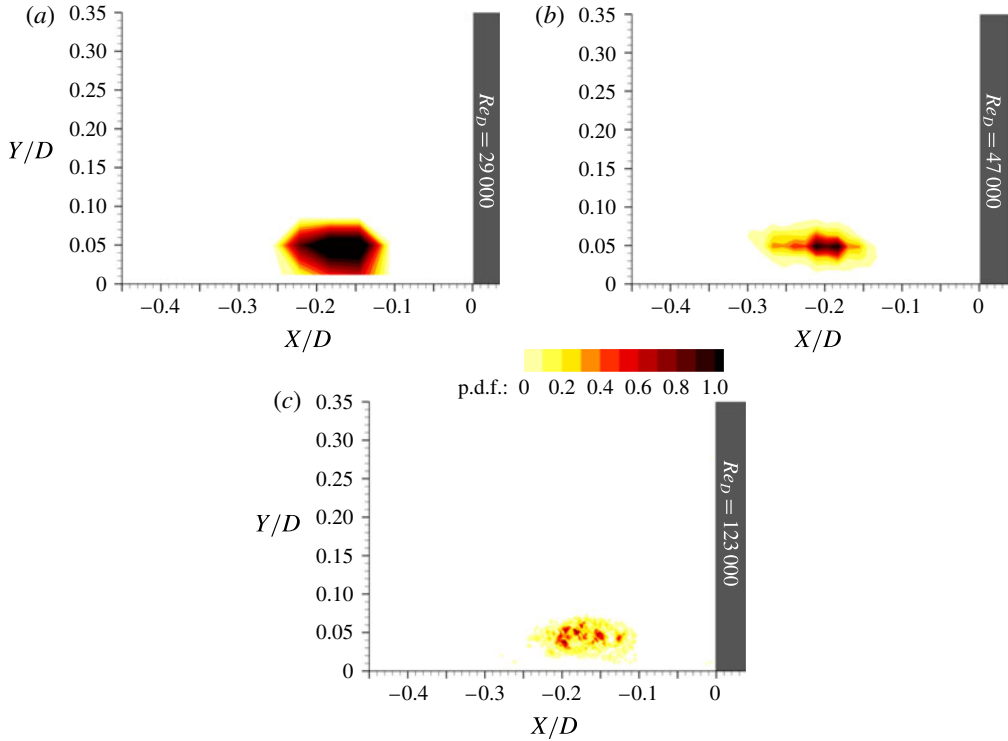 (a)
0.35
0.30
0.25
0.20
0.15
0.10
0.05
0
Y/D
−0.4 −0.3 −0.2 −0.1 0
X/D
Re_D = 29 000
(b)
0.35
0.30
0.25
0.20
0.15
0.10
0.05
0
−0.4 −0.3 −0.2 −0.1 0
X/D
Re_D = 47 000
p.d.f.: 0 0.2 0.4 0.6 0.8 1.0
(c)
0.35
0.30
0.25
0.20
0.15
0.10
0.05
0
Y/D
−0.4 −0.3 −0.2 −0.1 0
X/D
Re_D = 123 000